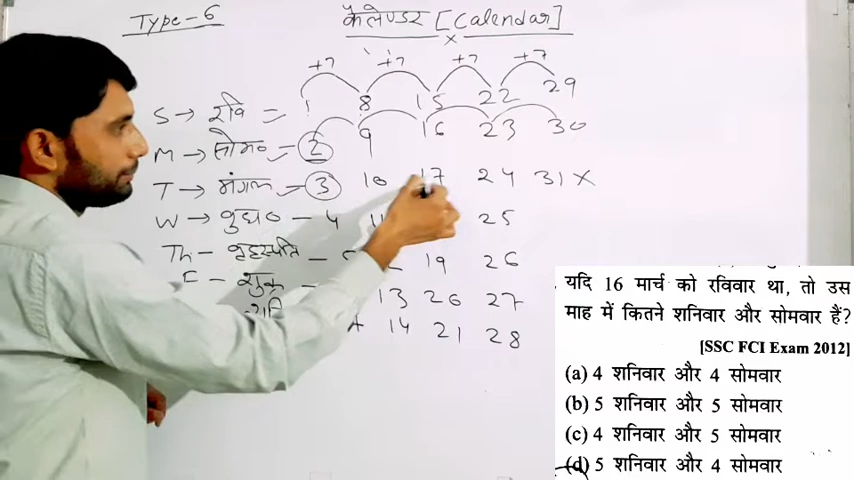 Type-6
कैलेण्डर [Calendar]
×
+7 +7 +7 +7
S → रवि = 1 8 15 22 29
M → सोम० - 2 9 16 23 30
T → मंगल - 3 10 17 24 31 ×
W → बुध० - 4 25
Th - बृहस्पति - 19 26
F - शुक्र - 13 26 27
14 21 28
यदि 16 मार्च को रविवार था, तो उस
माह में कितने शनिवार और सोमवार हैं?
[SSC FCI Exam 2012]
(a) 4 शनिवार और 4 सोमवार
(b) 5 शनिवार और 5 सोमवार
(c) 4 शनिवार और 5 सोमवार
(d) 5 शनिवार और 4 सोमवार